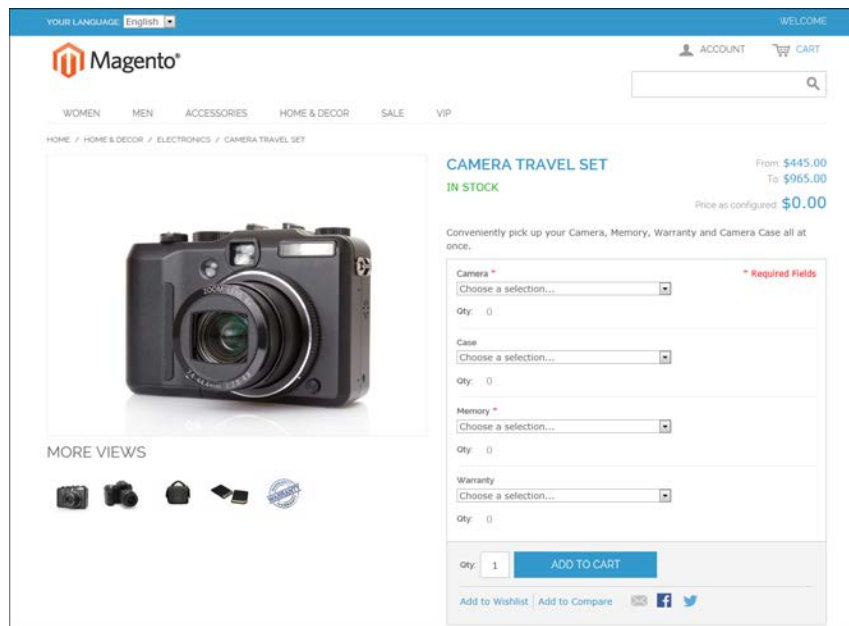 YOUR LANGUAGE: English
WELCOME
Magento®
ACCOUNT
CART
WOMEN MEN ACCESSORIES HOME & DECOR SALE VIP
HOME / HOME & DECOR / ELECTRONICS / CAMERA TRAVEL SET
CAMERA TRAVEL SET
From: $445.00
To: $965.00
IN STOCK
Price as configured: $0.00
Conveniently pick up your Camera, Memory, Warranty and Camera Case all at
once.
Camera *
* Required Fields
Choose a selection...
Qty: 0
Case
Choose a selection...
Qty: 0
Memory *
Choose a selection...
Qty: 0
Warranty
Choose a selection...
Qty: 0
ZOOM
MORE VIEWS
WARRANTY
Qty: 1 ADD TO CART
Add to Wishlist Add to Compare